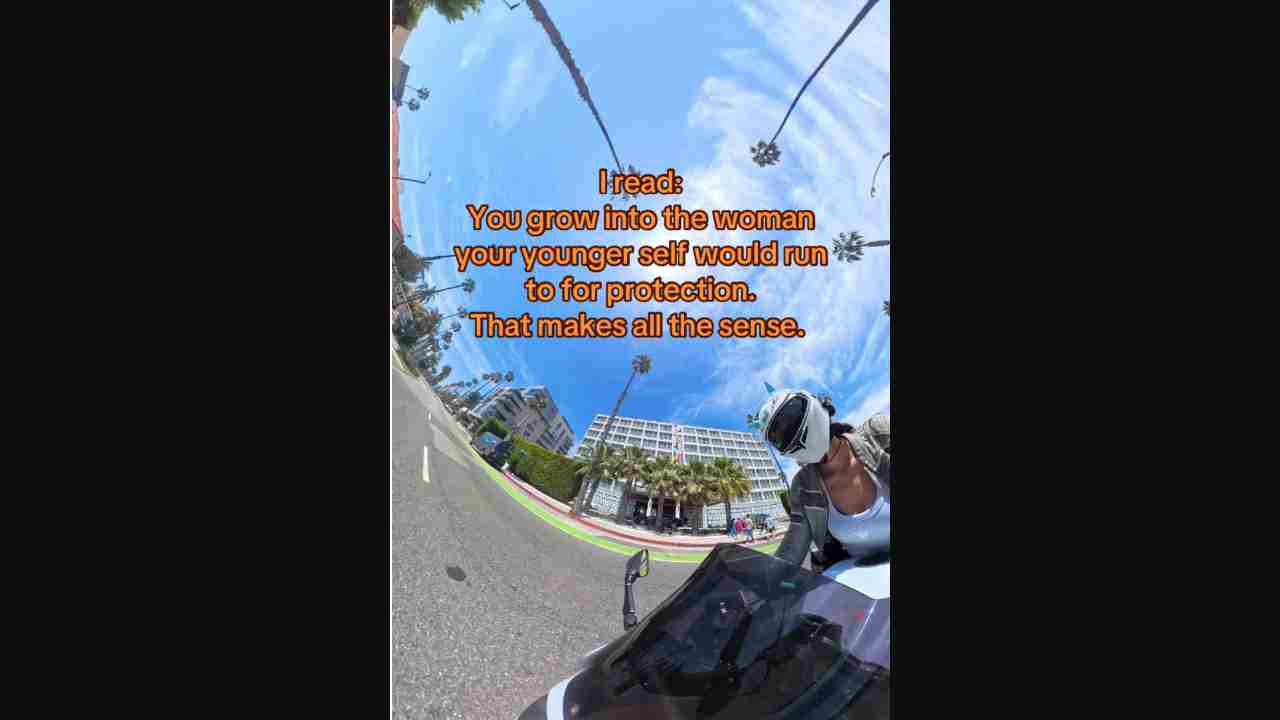 I read:
You grow into the woman
your younger self would run
to for protection.
That makes all the sense.